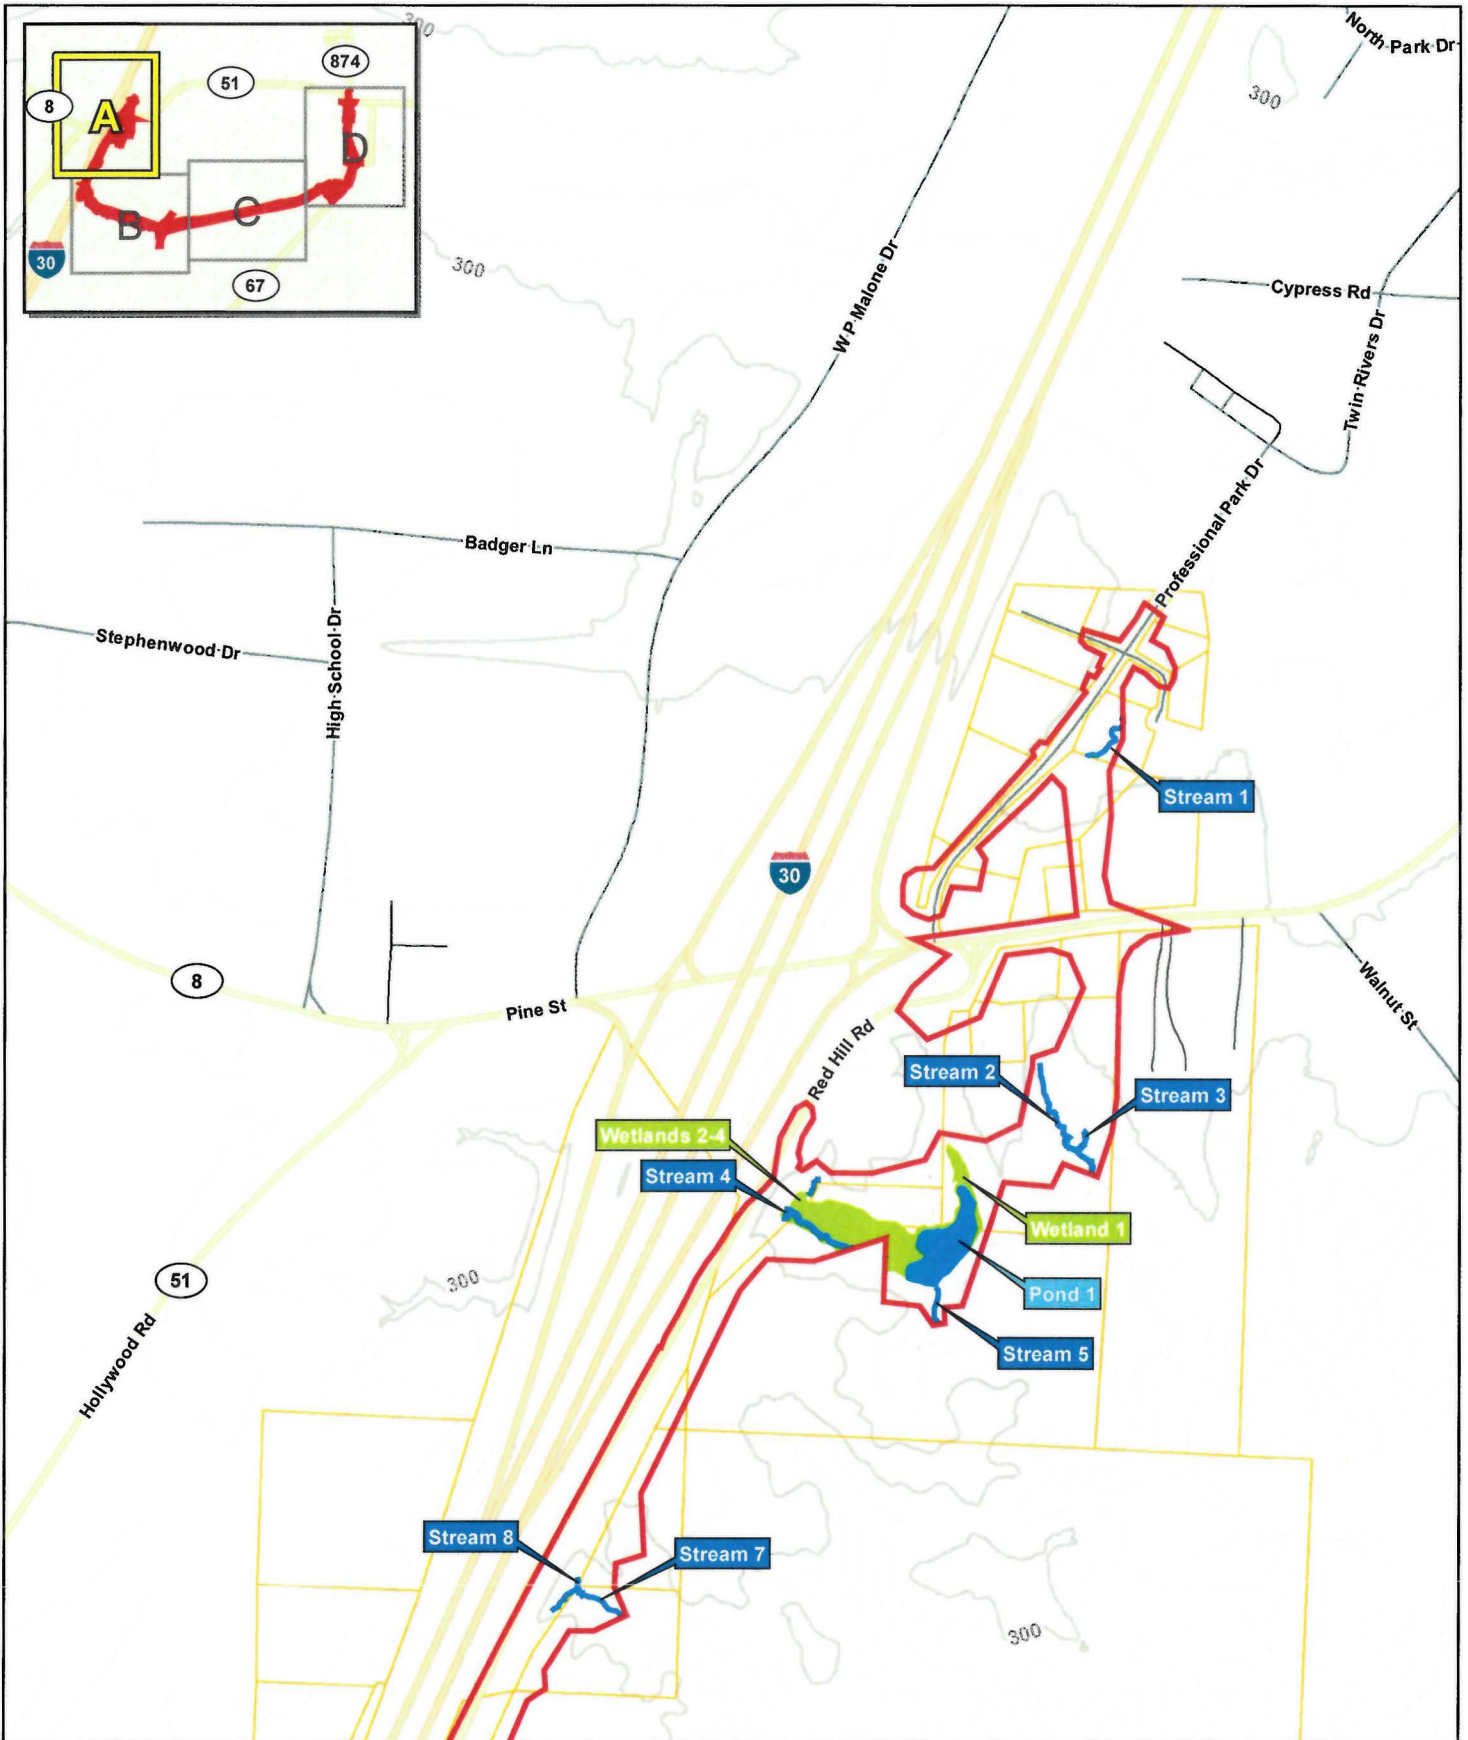 300
North Park Dr
874
51
8
A
300
D
C
B
30
67
300
W P Malone Dr
Cypress Rd
Twin Rivers Dr
Professional Park Dr
Badger Ln
High School Dr
Stephenwood Dr
Stream 1
30
8
Pine St
Walnut St
Red Hill Rd
Stream 2
Stream 3
Wetlands 2-4
Stream 4
Wetland 1
51
300
Pond 1
Hollywood Rd
Stream 5
Stream 8
Stream 7
300